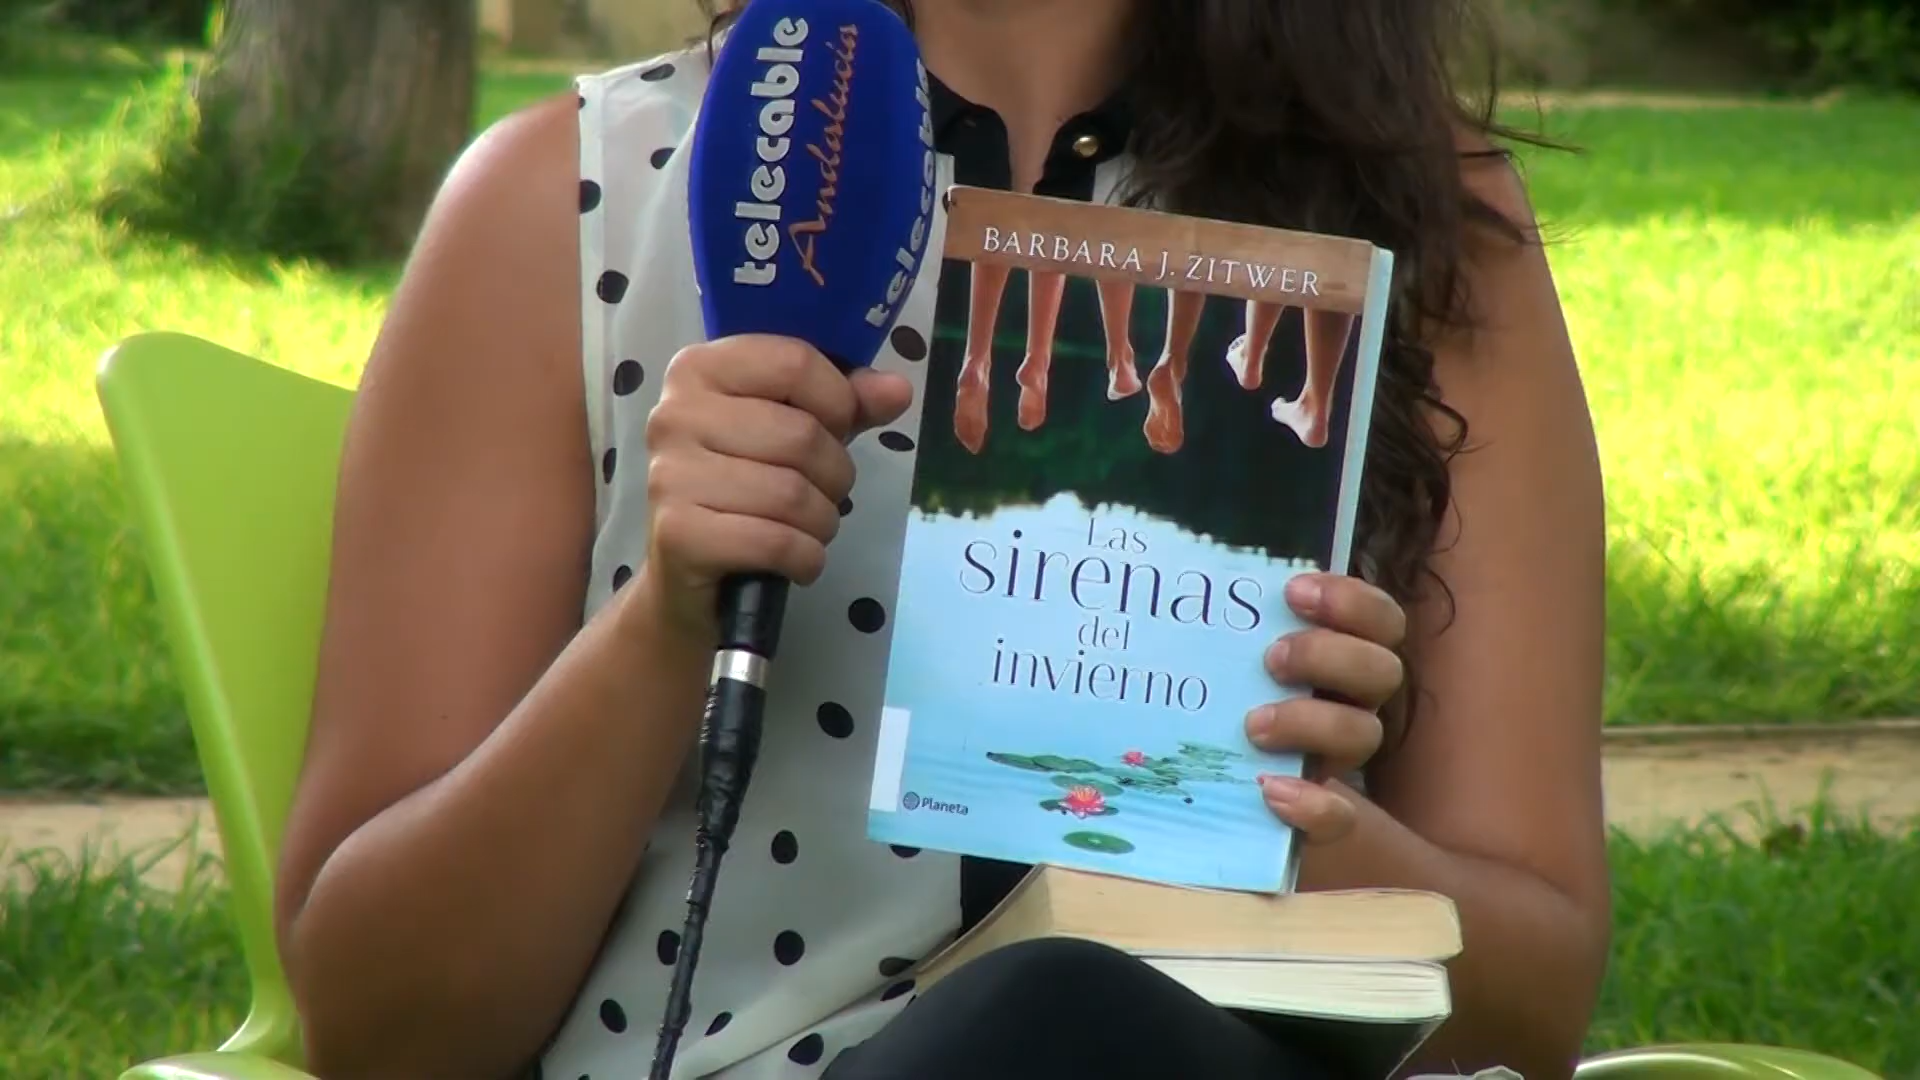 telecable
Andalucía
telecable
BARBARA J. ZITWER
Las
sirenas
del
invierno
Planeta